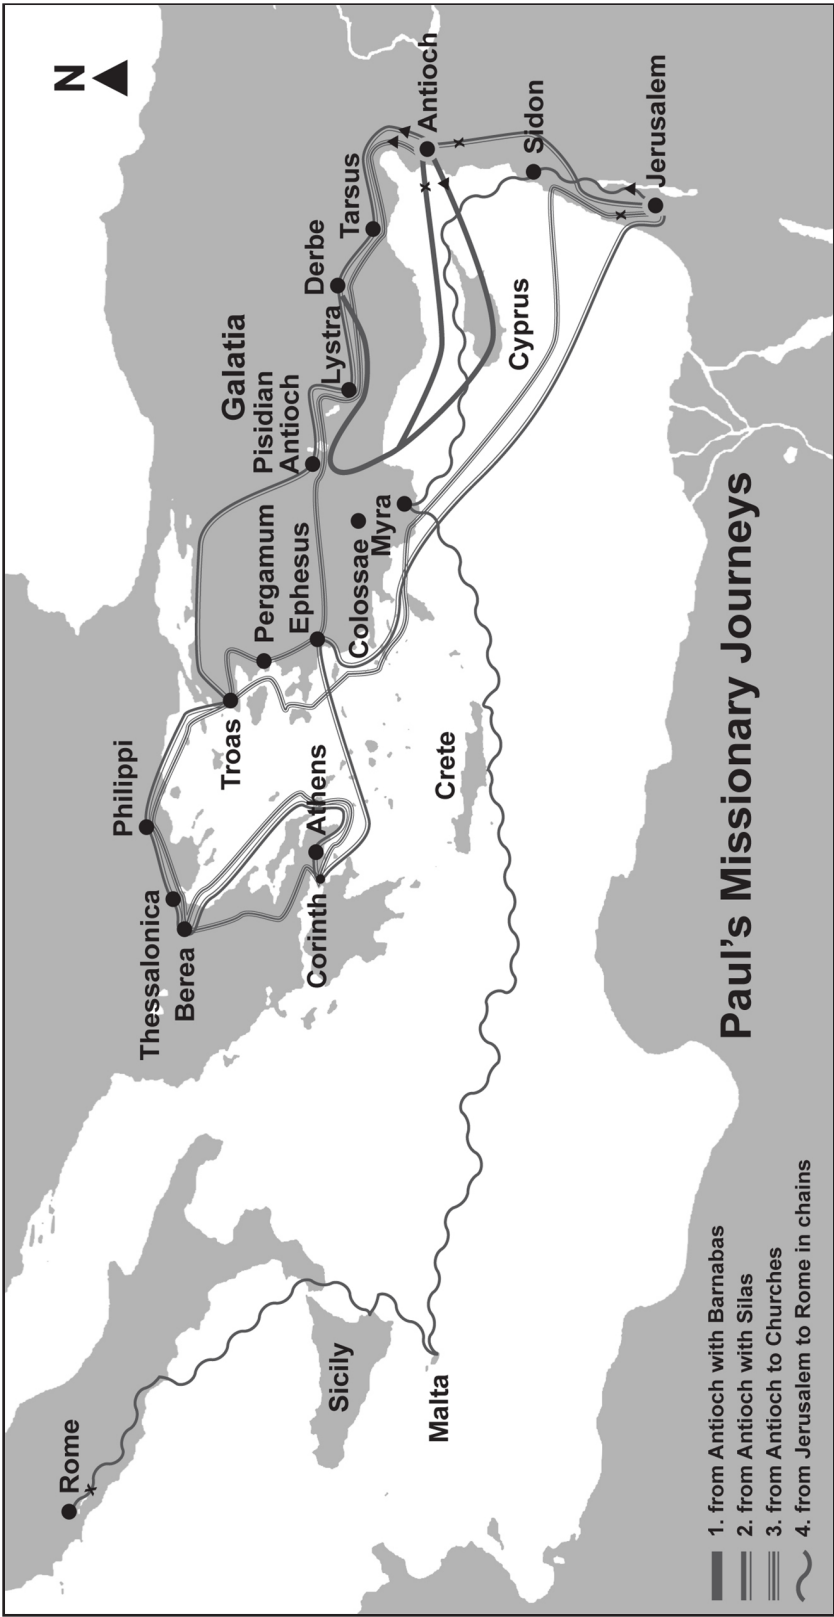 N
Rome
Sicily
Malta
Thessalonica
Berea
Philippi
Corinth
Athens
Troas
Crete
Pergamum
Ephesus
Colossae
Myra
Galatia
Pisidian
Antioch
Lystra
Derbe
Tarsus
Cyprus
Antioch
Sidon
Jerusalem
Paul's Missionary Journeys
1. from Antioch with Barnabas
2. from Antioch with Silas
3. from Antioch to Churches
4. from Jerusalem to Rome in chains